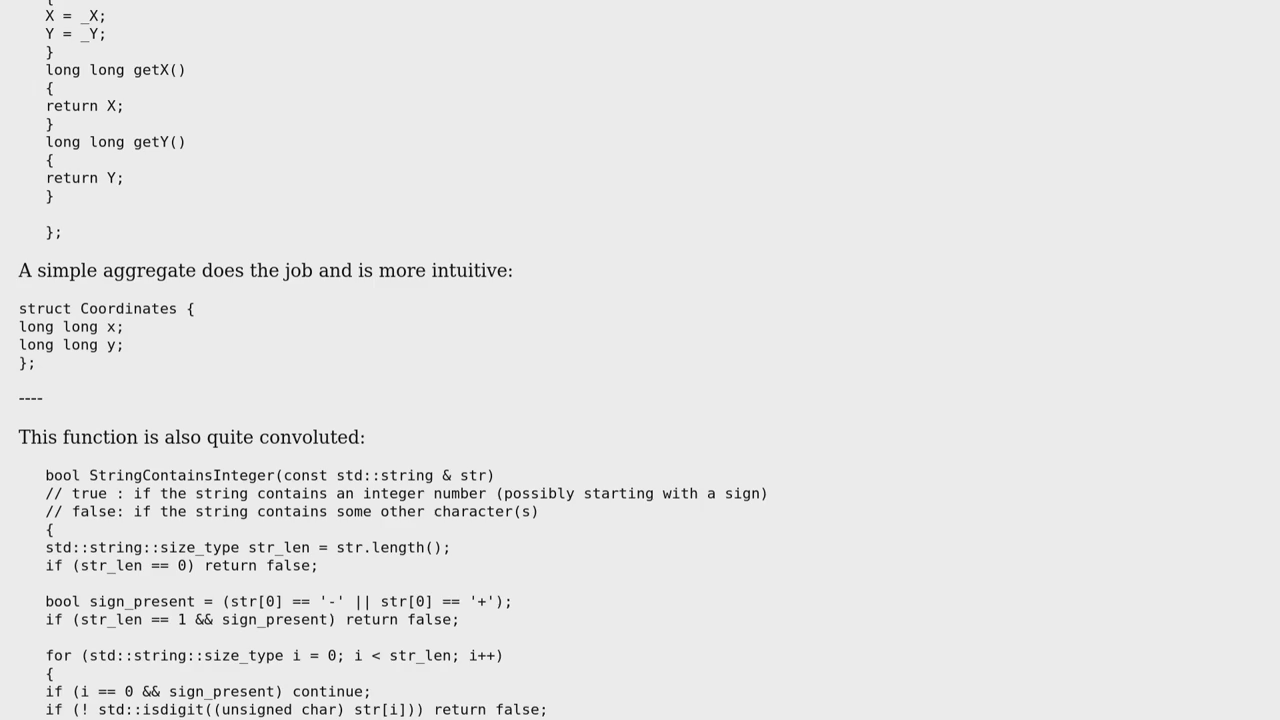 {
X = _X;
Y = _Y;
}
long long getX()
{
return X;
}
long long getY()
{
return Y;
}
};
A simple aggregate does the job and is more intuitive:
struct Coordinates {
long long x;
long long y;
};
----
This function is also quite convoluted:
bool StringContainsInteger(const std::string & str)
// true : if the string contains an integer number (possibly starting with a sign)
// false: if the string contains some other character(s)
{
std::string::size_type str_len = str.length();
if (str_len == 0) return false;
bool sign_present = (str[0] == '-' || str[0] == '+');
if (str_len == 1 && sign_present) return false;
for (std::string::size_type i = 0; i < str_len; i++)
{
if (i == 0 && sign_present) continue;
if (! std::isdigit((unsigned char) str[i])) return false;